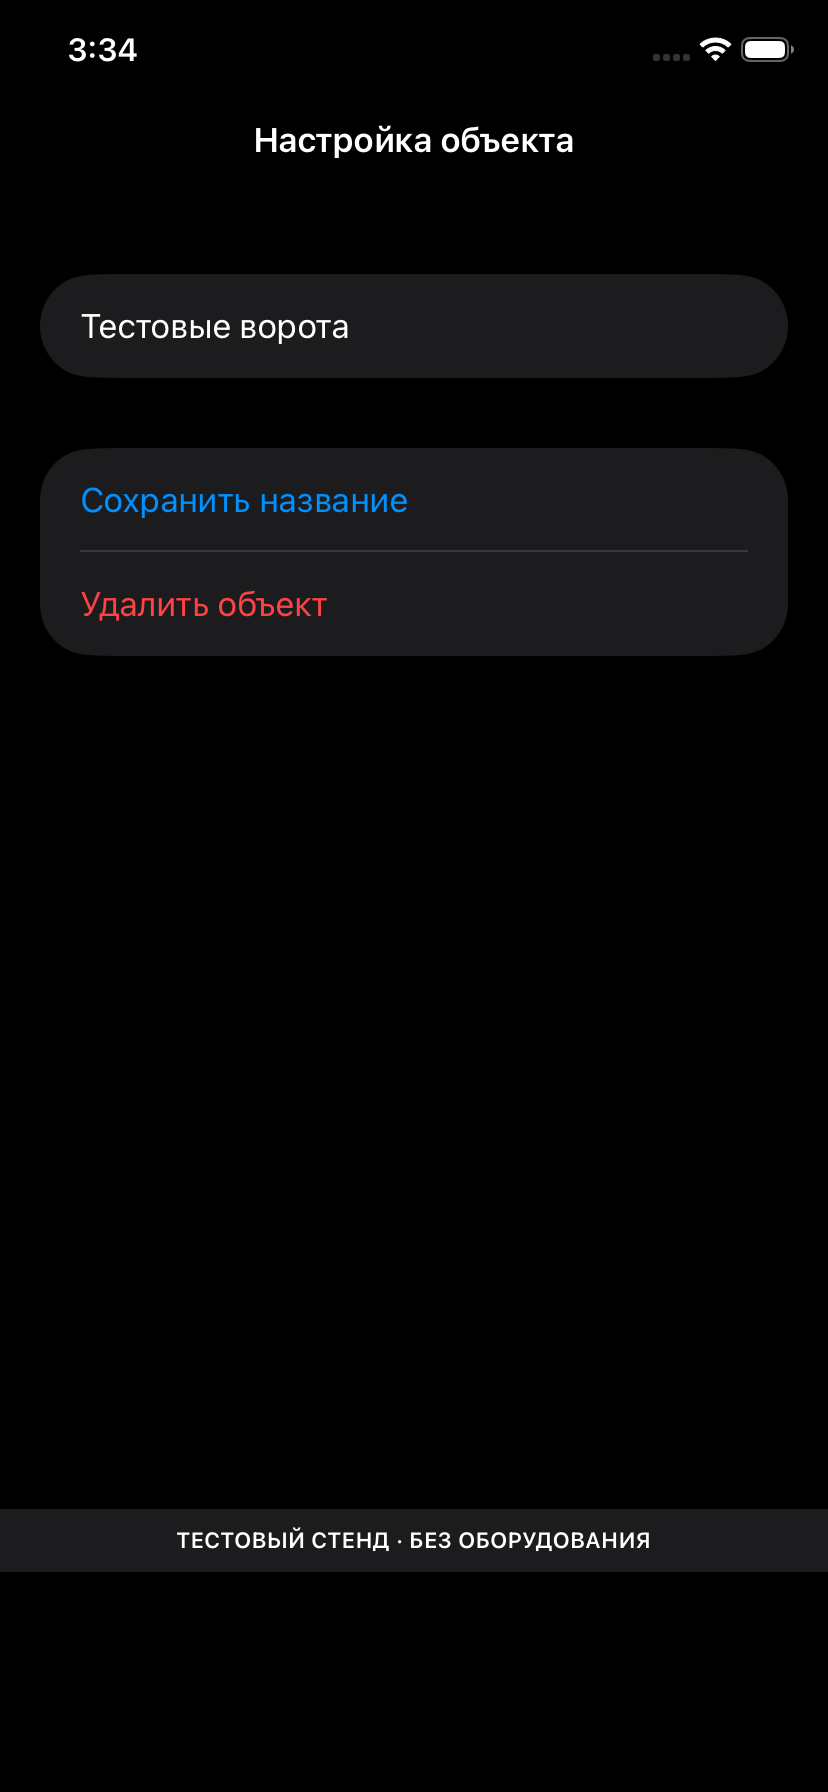 3:34
Настройка объекта
Тестовые ворота
Сохранить название
Удалить объект
ТЕСТОВЫЙ СТЕНД · БЕЗ ОБОРУДОВАНИЯ